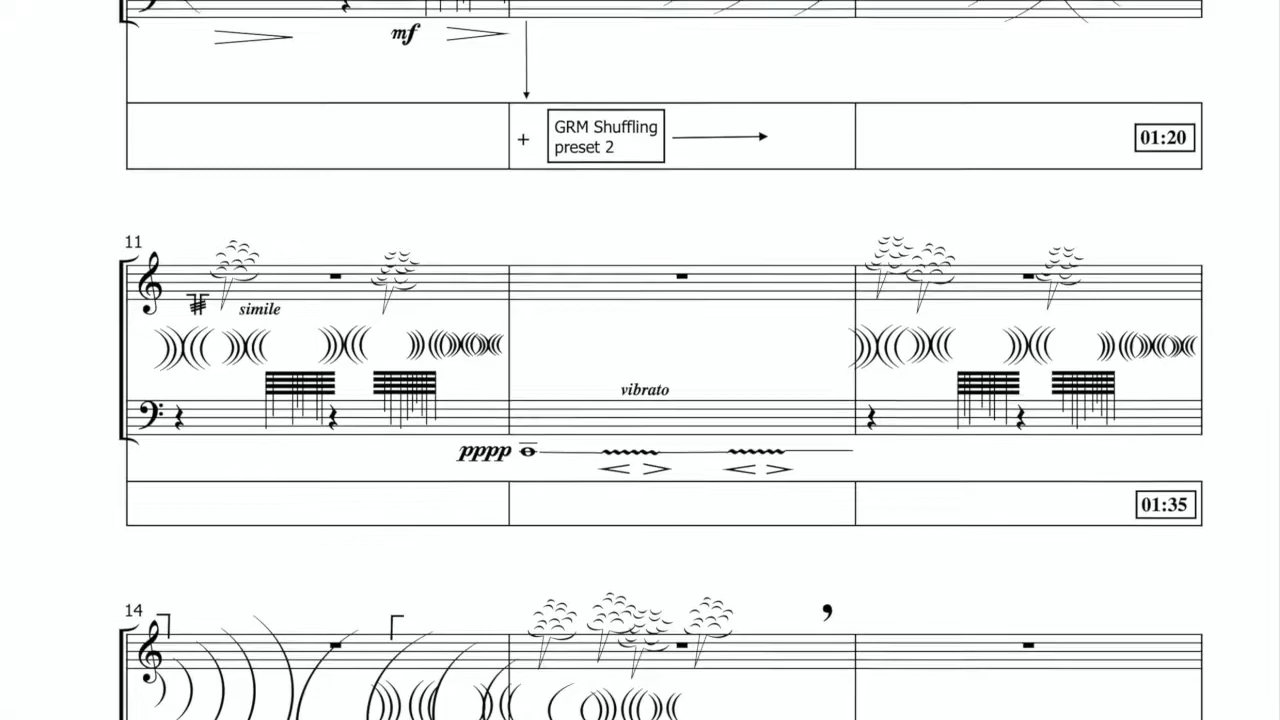 mf
+
GRM Shuffling
preset 2
01:20
11
simile
vibrato
pppp
01:35
14